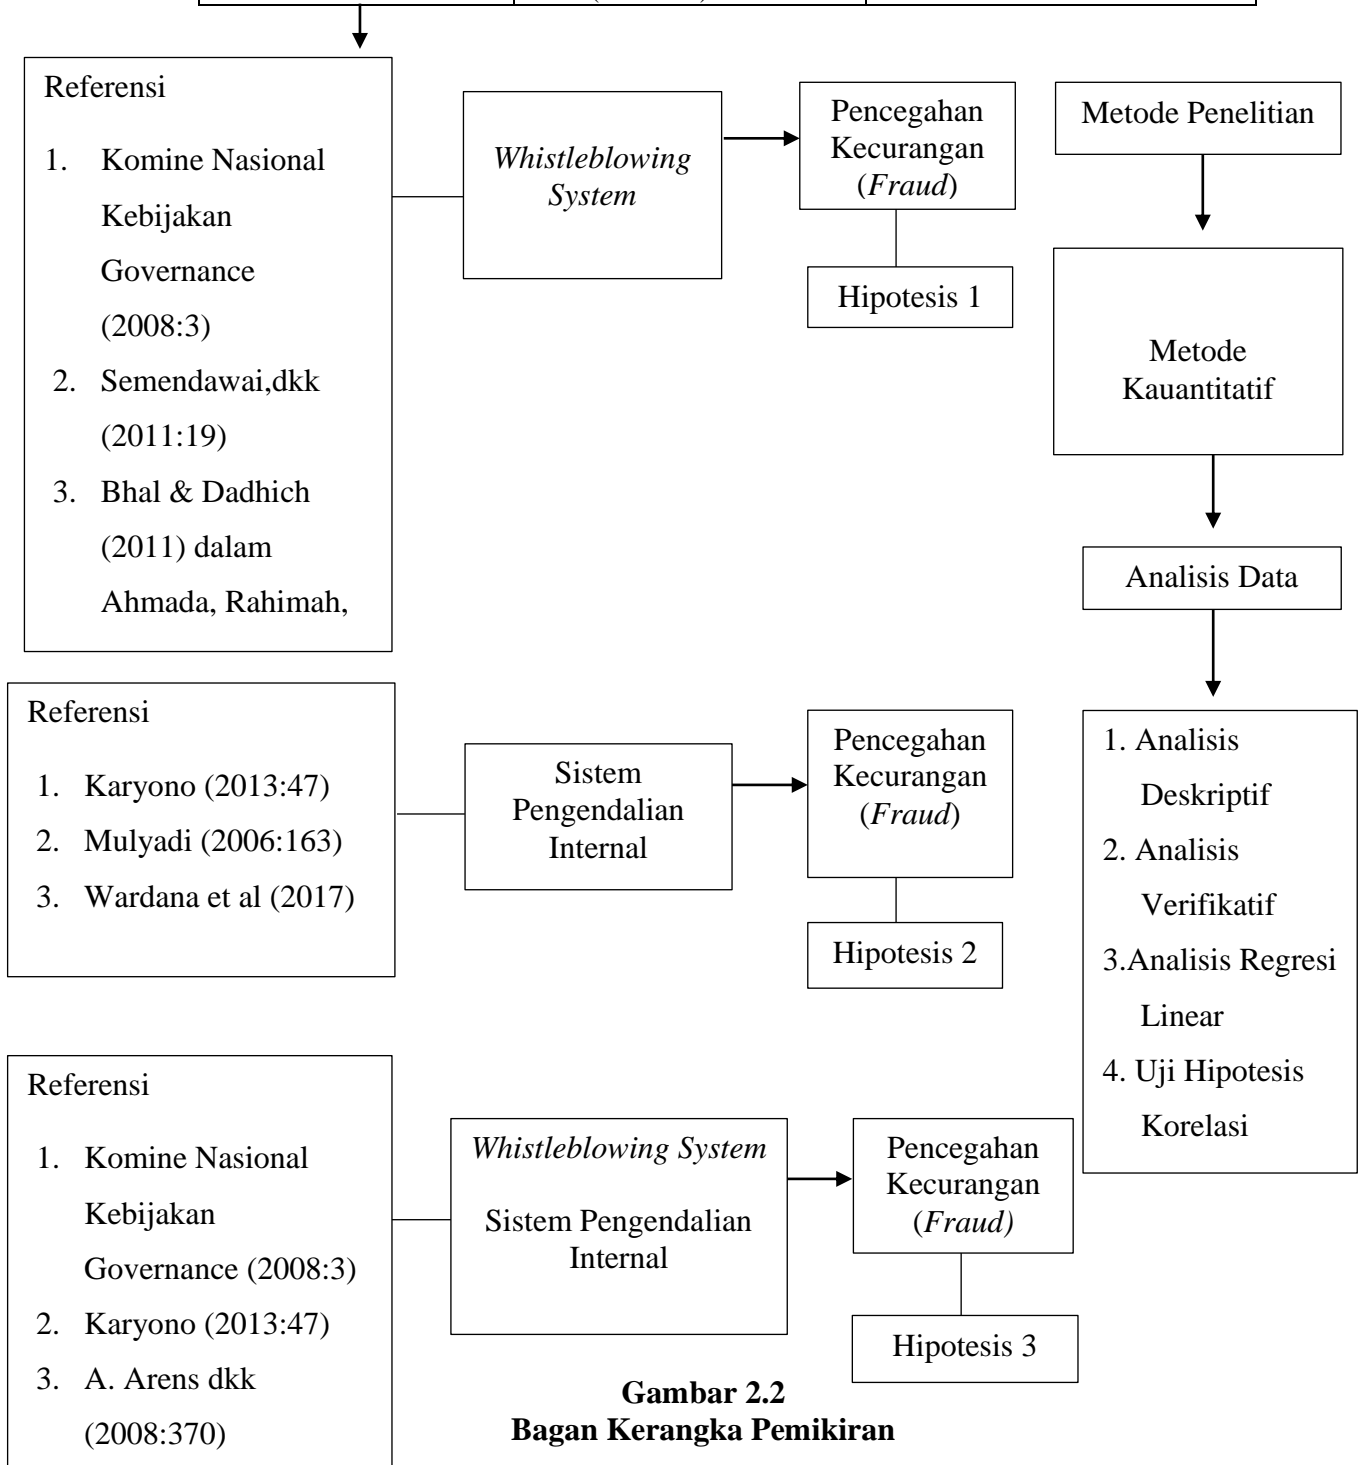 Referensi
1. Komine Nasional
Kebijakan
Governance
(2008:3)
2. Semendawai,dkk
(2011:19)
3. Bhal & Dadhich
(2011) dalam
Ahmada, Rahimah,
Whistleblowing
System
Pencegahan
Kecurangan
(Fraud)
Hipotesis 1
Metode Penelitian
Metode
Kauantitatif
Analisis Data
1. Analisis
Deskriptif
2. Analisis
Verifikatif
3.Analisis Regresi
Linear
4. Uji Hipotesis
Korelasi
Referensi
1. Karyono (2013:47)
2. Mulyadi (2006:163)
3. Wardana et al (2017)
Sistem
Pengendalian
Internal
Pencegahan
Kecurangan
(Fraud)
Hipotesis 2
Referensi
1. Komine Nasional
Kebijakan
Governance (2008:3)
2. Karyono (2013:47)
3. A. Arens dkk
(2008:370)
Whistleblowing System
Sistem Pengendalian
Internal
Pencegahan
Kecurangan
(Fraud)
Hipotesis 3
Gambar 2.2
Bagan Kerangka Pemikiran